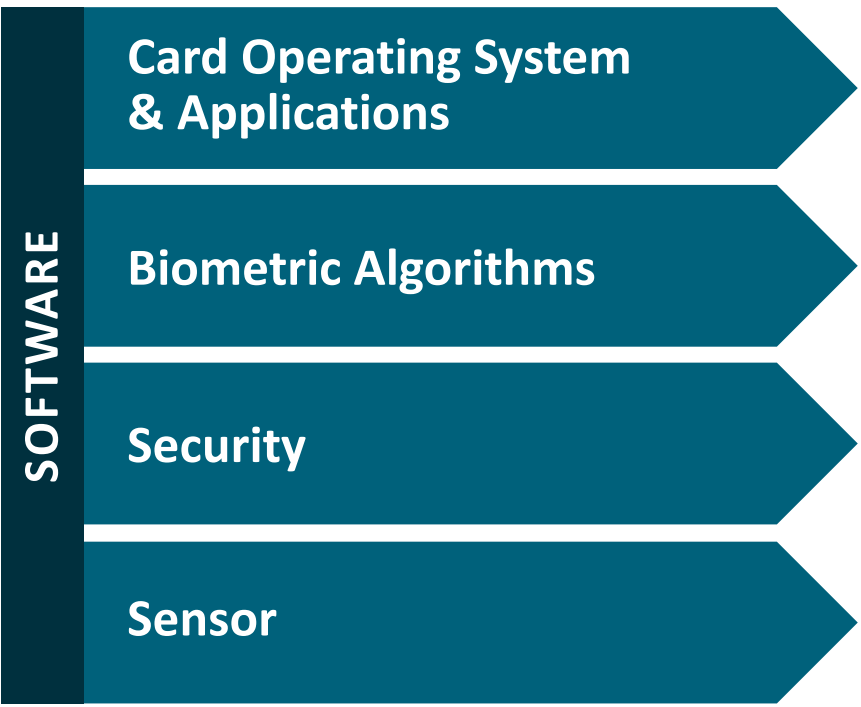 SOFTWARE
Card Operating System
& Applications
Biometric Algorithms
Security
Sensor